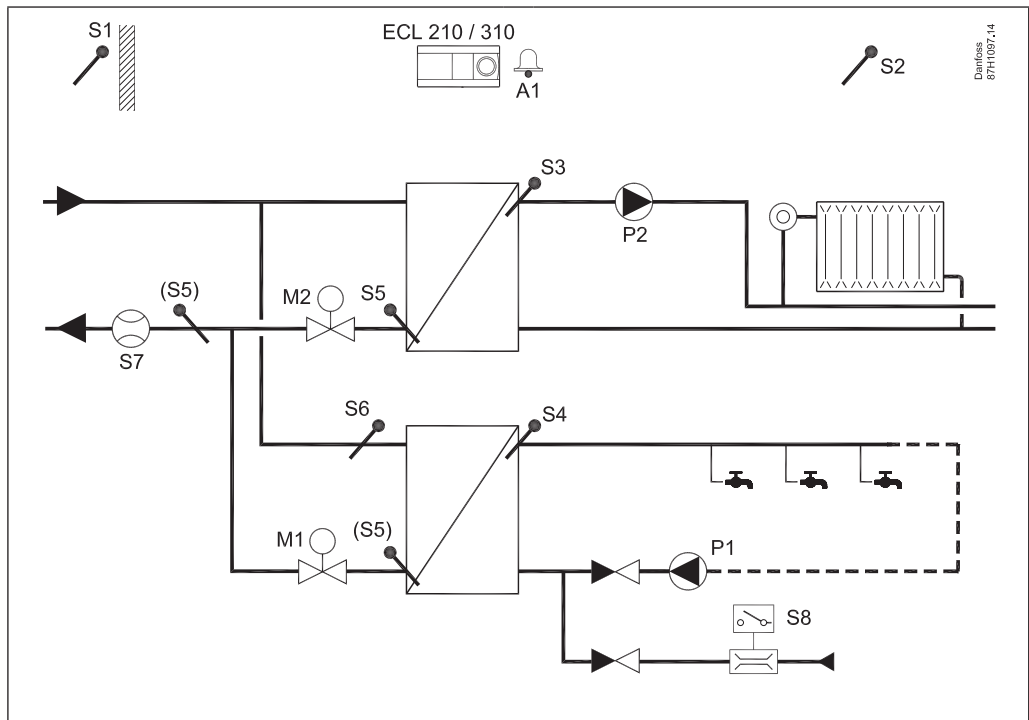 S1
ECL 210 / 310
A1
S2
Danfoss
87H1097.14
S3
P2
(S5)
M2
S5
S7
S6
S4
M1
(S5)
P1
S8